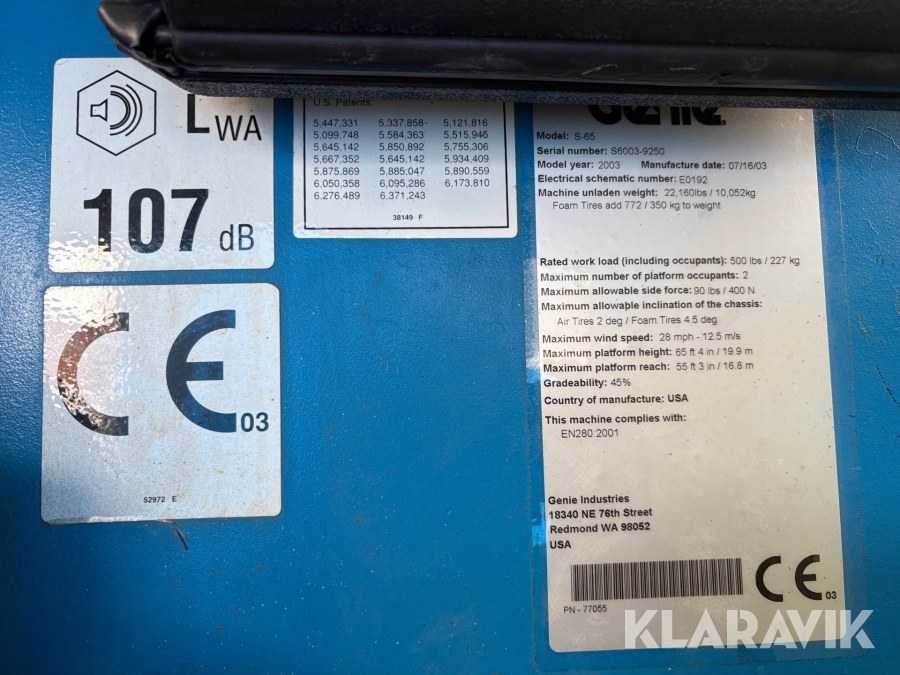 LWA
107 dB
CE 03
52972 E
U.S. Patents:
5,447,331 5,337,858 5,121,816
5,099,748 5,584,363 5,515,946
5,645,142 5,850,892 5,755,306
5,667,352 5,645,142 5,934,409
5,875,869 5,885,047 5,890,559
6,050,358 6,095,286 6,173,810
6,276,489 6,371,243
38149 F
Genie
Model: S-65
Serial number: S6003-9250
Model year: 2003 Manufacture date: 07/16/03
Electrical schematic number: E0192
Machine unladen weight: 22,160lbs / 10,052kg
Foam Tires add 772 / 350 kg to weight
Rated work load (including occupants): 500 lbs / 227 kg
Maximum number of platform occupants: 2
Maximum allowable side force: 90 lbs / 400 N
Maximum allowable inclination of the chassis:
Air Tires 2 deg / Foam Tires 4.5 deg
Maximum wind speed: 28 mph - 12.5 m/s
Maximum platform height: 65 ft 4 in / 19.9 m
Maximum platform reach: 55 ft 3 in / 16.8 m
Gradeability: 45%
Country of manufacture: USA
This machine complies with:
EN280:2001
Genie Industries
18340 NE 76th Street
Redmond WA 98052
USA
CE 03
PN - 77055
KLARAVIK